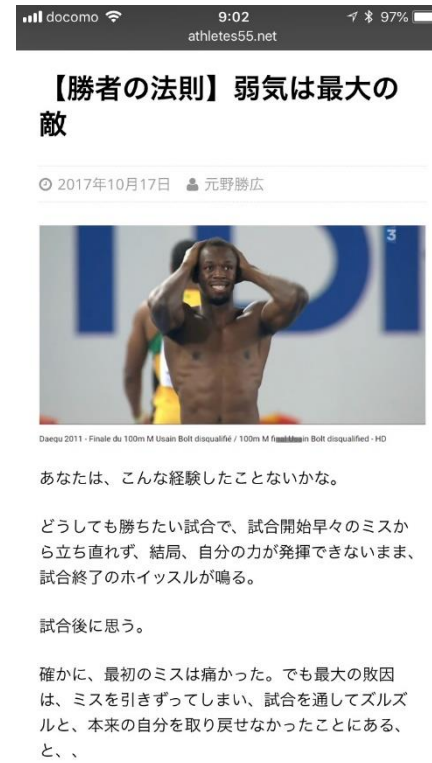 docomo 9:02 97%
athletes55.net
【勝者の法則】弱気は最大の
敵
2017年10月17日 元野勝広
3
Daegu 2011 - Finale du 100m M Usain Bolt disqualifié / 100m M final Usain Bolt disqualified - HD
あなたは、こんな経験したことないかな。
どうしても勝ちたい試合で、試合開始早々のミスか
ら立ち直れず、結局、自分の力が発揮できないまま、
試合終了のホイッスルが鳴る。
試合後に思う。
確かに、最初のミスは痛かった。でも最大の敗因
は、ミスを引きずってしまい、試合を通してズルズ
ルと、本来の自分を取り戻せなかったことにある、
と、、